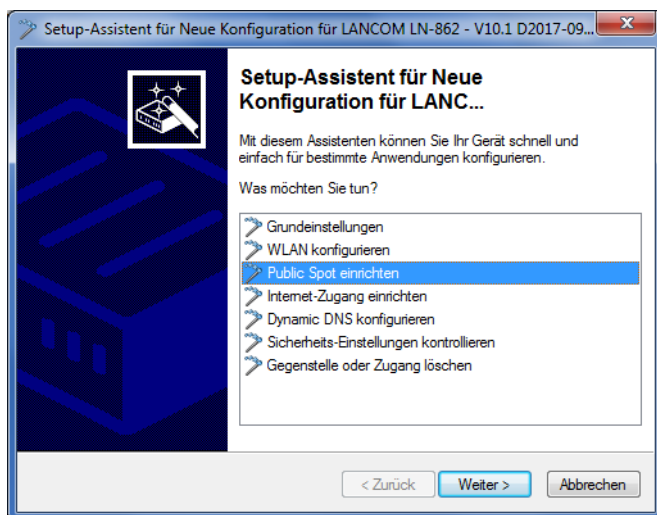 Setup-Assistent für Neue Konfiguration für LANCOM LN-862 - V10.1 D2017-09...
Setup-Assistent für Neue
Konfiguration für LANC...
Mit diesem Assistenten können Sie Ihr Gerät schnell und
einfach für bestimmte Anwendungen konfigurieren.
Was möchten Sie tun?
Grundeinstellungen
WLAN konfigurieren
Public Spot einrichten
Internet-Zugang einrichten
Dynamic DNS konfigurieren
Sicherheits-Einstellungen kontrollieren
Gegenstelle oder Zugang löschen
< Zurück Weiter > Abbrechen